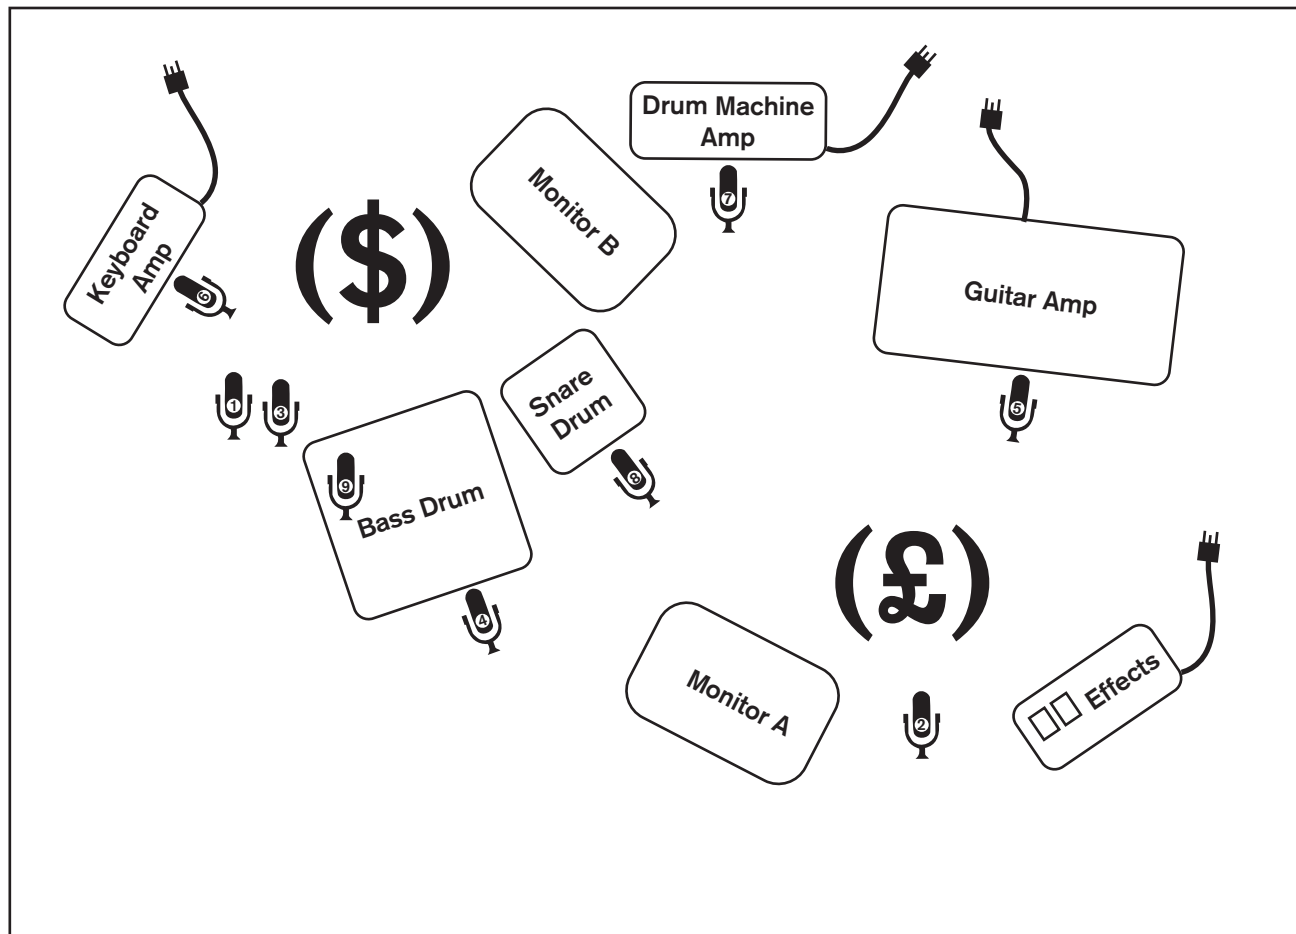 Drum Machine
Amp
Monitor B
7
Keyboard
Amp
6
($)
Guitar Amp
Snare
Drum
1
3
5
9
Bass Drum
8
(£)
4
Monitor A
2
Effects